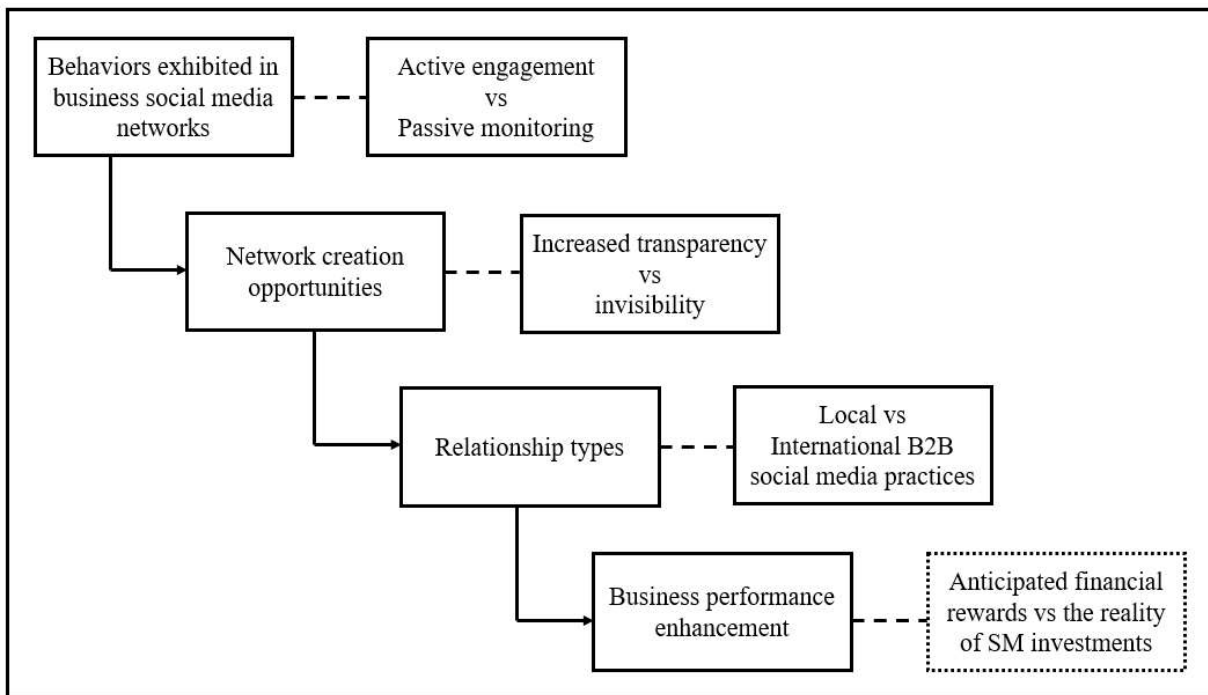 Behaviors exhibited in
business social media
networks
Active engagement
vs
Passive monitoring
Network creation
opportunities
Increased transparency
vs
invisibility
Relationship types
Local vs
International B2B
social media practices
Business performance
enhancement
Anticipated financial
rewards vs the reality
of SM investments